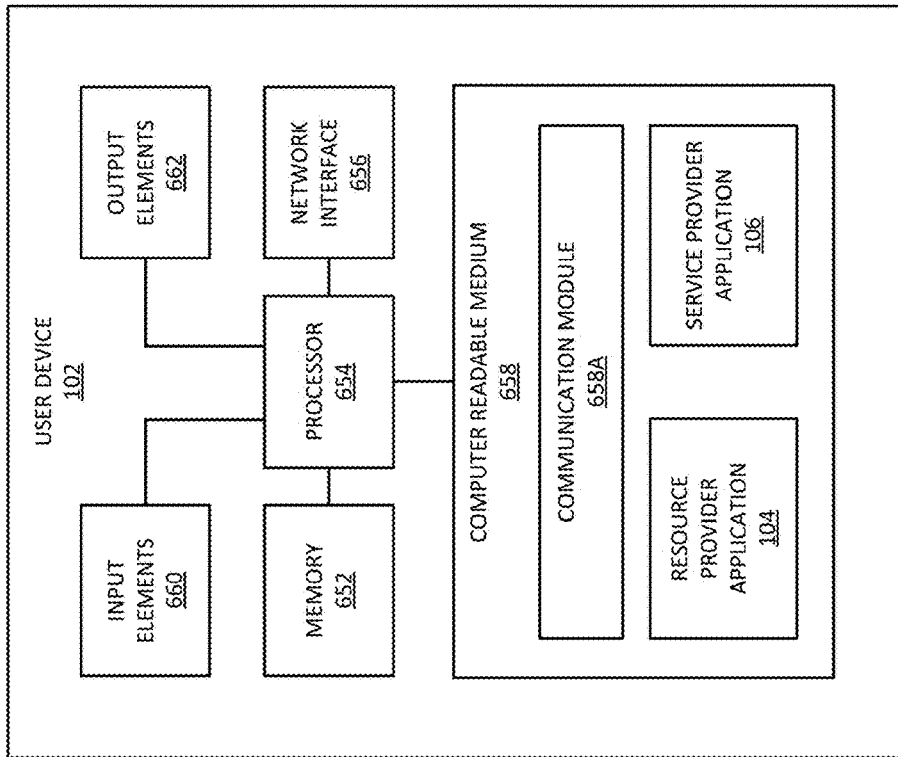 USER DEVICE
102
INPUT
ELEMENTS
660
OUTPUT
ELEMENTS
662
MEMORY
652
PROCESSOR
654
NETWORK
INTERFACE
656
COMPUTER READABLE MEDIUM
658
COMMUNICATION MODULE
658A
RESOURCE
PROVIDER
APPLICATION
104
SERVICE PROVIDER
APPLICATION
106